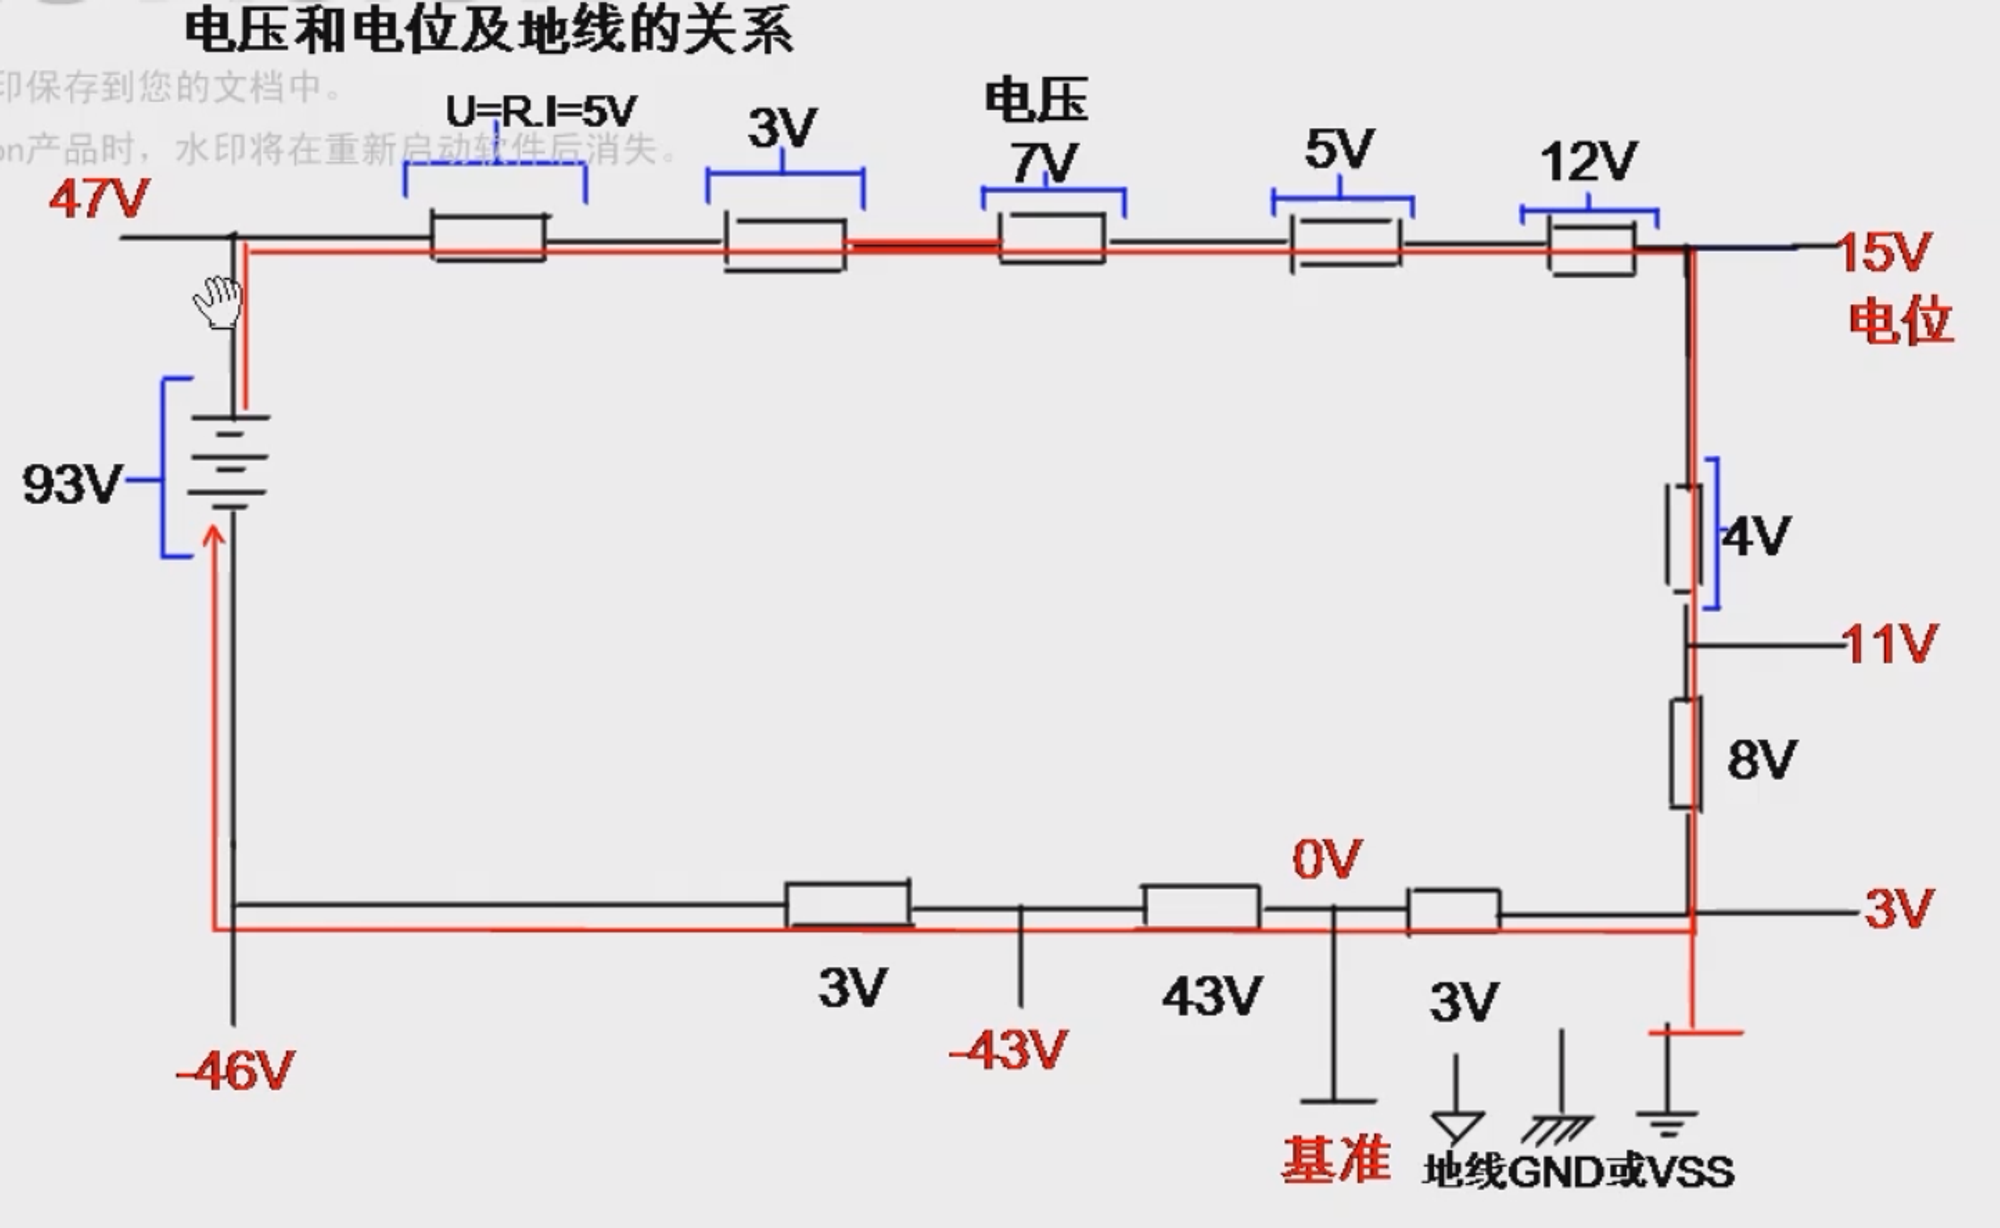 电压和电位及地线的关系
印保存到您的文档中。
on产品时，水印将在重新启动软件后消失。
U=R.I=5V
3V
电压
7V
5V
12V
47V
15V
电位
93V
4V
11V
8V
0V
3V
3V
43V
3V
-46V
-43V
基准
地线GND或VSS